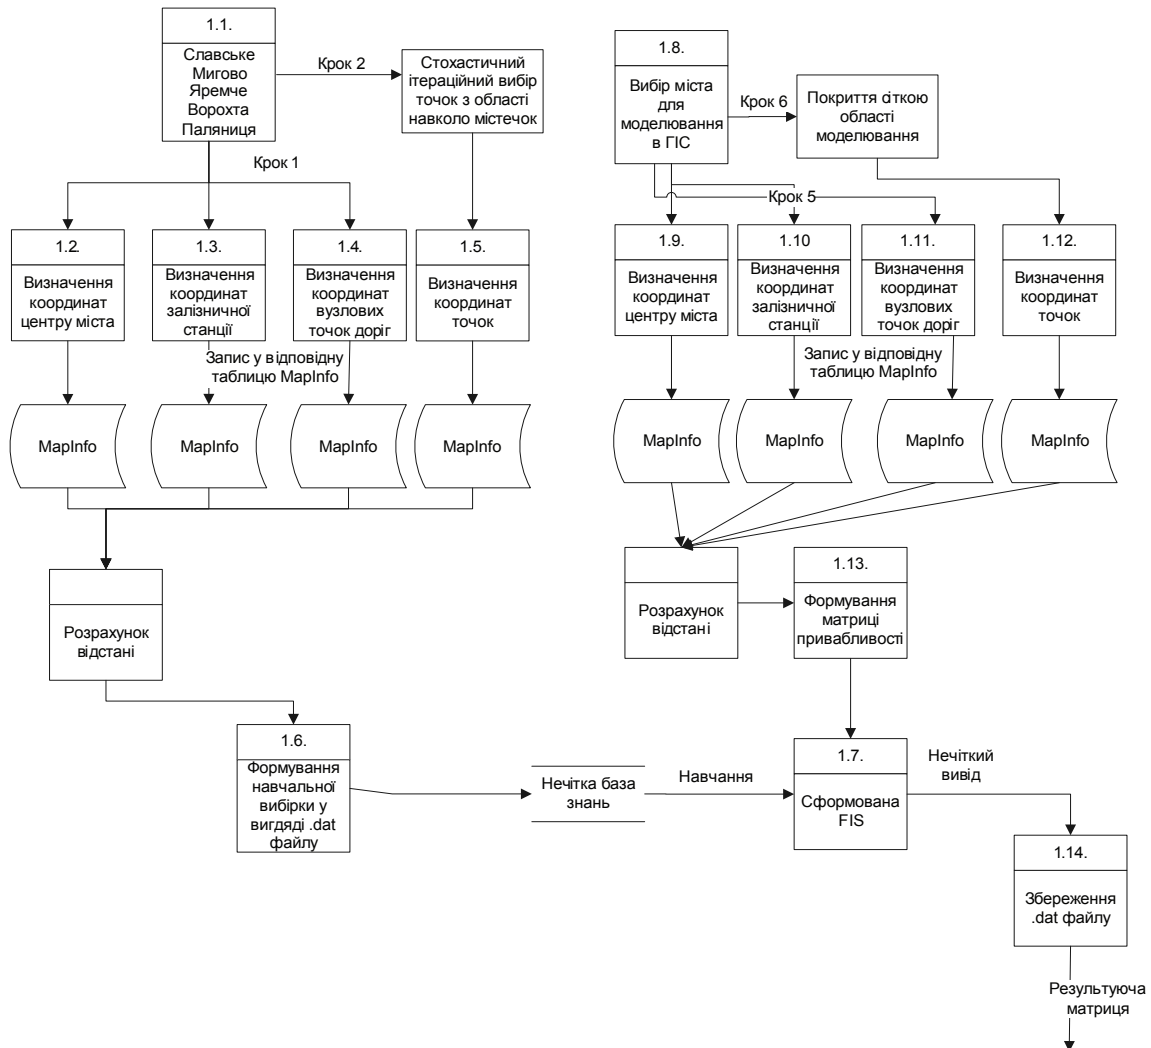 1.1.
Славське
Мигово
Яремче
Ворохта
Паляниця
Крок 2
Стохастичний
ітераційний вибір
точок з області
навколо містечок
Крок 1
1.2.
Визначення
координат
центру міста
1.3.
Визначення
координат
залізничної
станції
1.4.
Визначення
координат
вузлових
точок доріг
1.5.
Визначення
координат
точок
Запис у відповідну
таблицю MapInfo
MapInfo
MapInfo
MapInfo
MapInfo
Розрахунок
відстані
1.6.
Формування
навчальної
вибірки у
вигдяді .dat
файлу
Нечітка база
знань
Навчання
1.8.
Вибір міста
для
моделювання
в ГІС
Крок 6
Покриття сіткою
області
моделювання
Крок 5
1.9.
Визначення
координат
центру міста
1.10
Визначення
координат
залізничної
станції
1.11.
Визначення
координат
вузлових
точок доріг
1.12.
Визначення
координат
точок
Запис у відповідну
таблицю MapInfo
MapInfo
MapInfo
MapInfo
MapInfo
Розрахунок
відстані
1.13.
Формування
матриці
привабливості
1.7.
Сформована
FIS
Нечіткий
вивід
1.14.
Збереження
.dat файлу
Результуюча
матриця